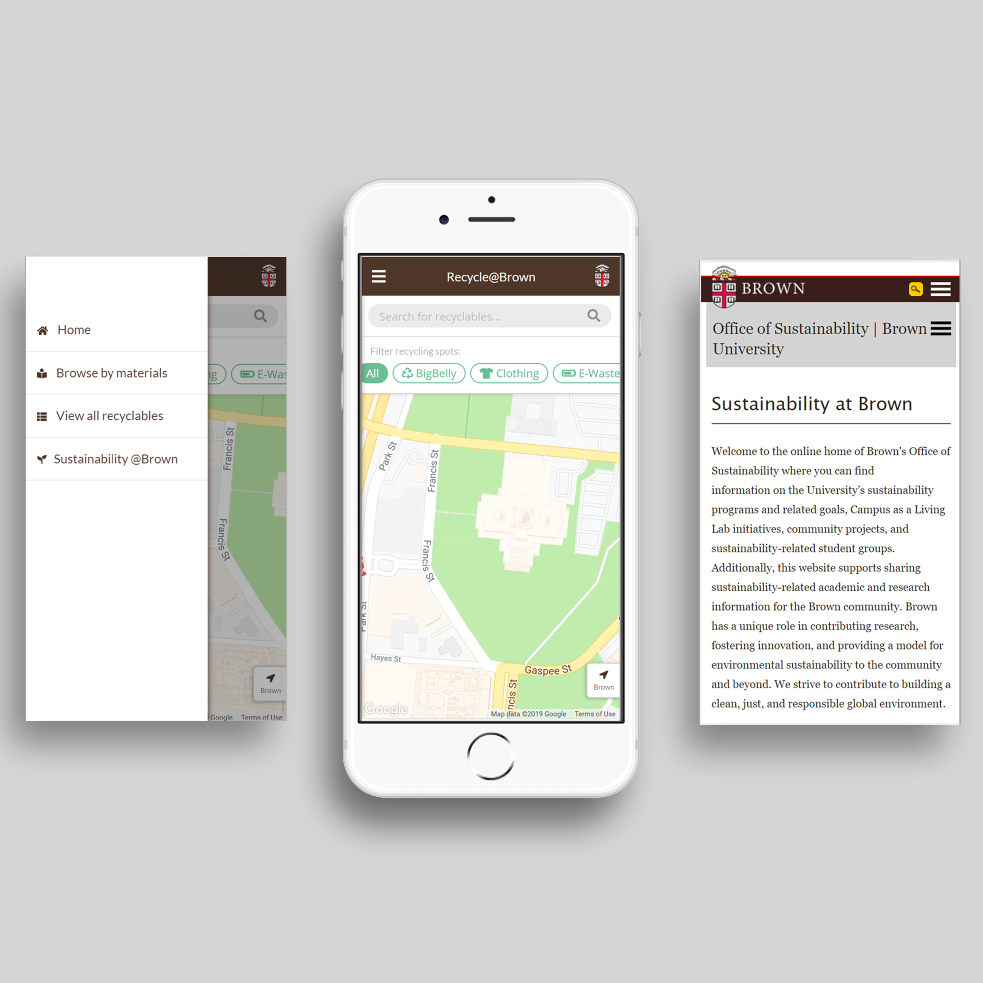 Home
Browse by materials
View all recyclables
Sustainability @Brown
ng
E-Was
Francis St
Francis St
Brown
Google
Terms of Use
Recycle@Brown
Search for recyclables...
Filter recycling spots:
All
BigBelly
Clothing
E-Waste
Park St
Francis St
Francis St
Park St
Hayes St
Gaspee St
ncis St
Brown
Google
Map data ©2019 Google
Terms of Use
BROWN
Office of Sustainability | Brown
University
Sustainability at Brown
Welcome to the online home of Brown's Office of
Sustainability where you can find
information on the University's sustainability
programs and related goals, Campus as a Living
Lab initiatives, community projects, and
sustainability-related student groups.
Additionally, this website supports sharing
sustainability-related academic and research
information for the Brown community. Brown
has a unique role in contributing research,
fostering innovation, and providing a model for
environmental sustainability to the community
and beyond. We strive to contribute to building a
clean, just, and responsible global environment.